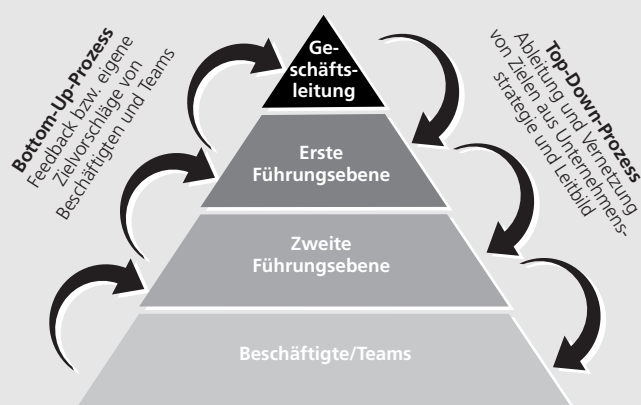 Bottom-Up-Prozess
Feedback bzw. eigene
Zielvorschläge von
Beschäftigten und Teams
Ge-
schäfts-
leitung
Top-Down-Prozess
Ableitung und Vernetzung
von Zielen aus Unternehmens-
strategie und Leitbild
Erste
Führungsebene
Zweite
Führungsebene
Beschäftigte/Teams